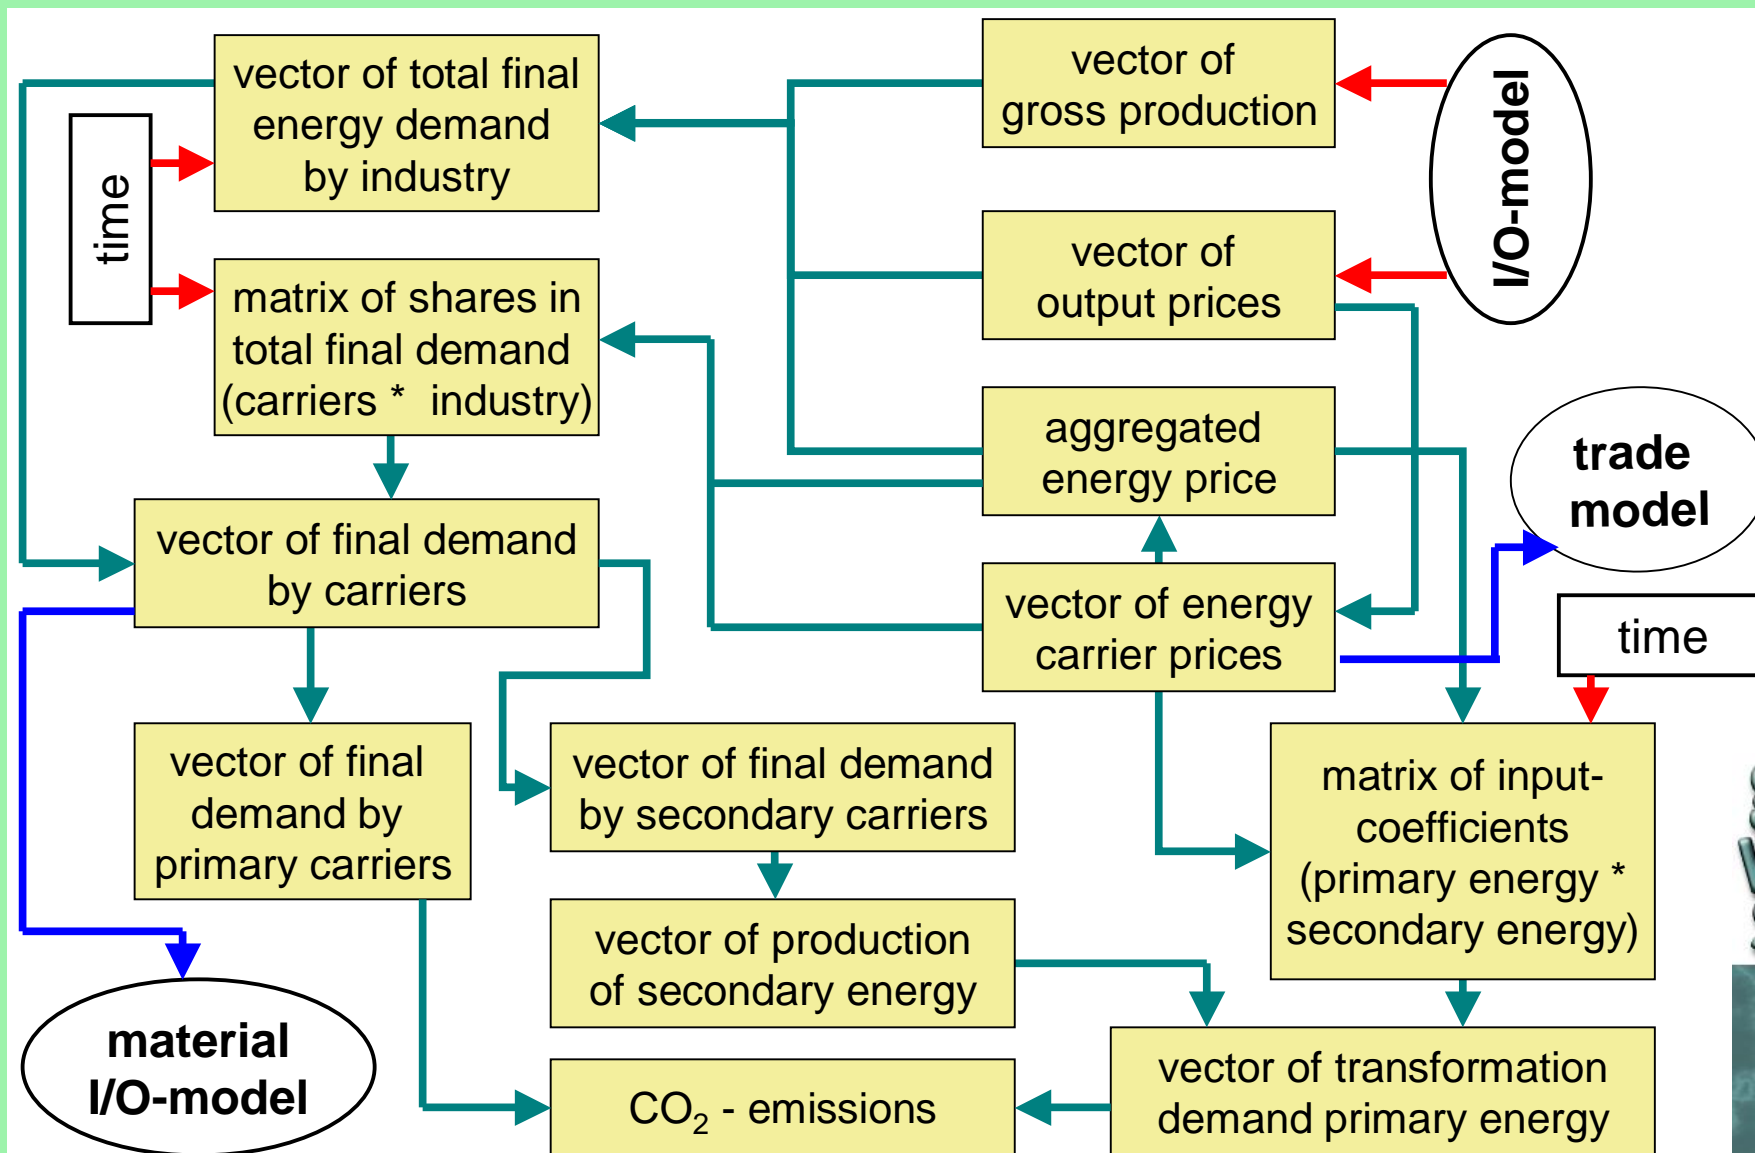 vector of total final
energy demand
by industry
vector of
gross production
I/O-model
time
vector of
output prices
matrix of shares in
total final demand
(carriers * industry)
aggregated
energy price
trade
model
vector of final demand
by carriers
vector of energy
carrier prices
time
vector of final
demand by
primary carriers
vector of final demand
by secondary carriers
matrix of input-
coefficients
(primary energy *
secondary energy)
vector of production
of secondary energy
material
I/O-model
CO₂ - emissions
vector of transformation
demand primary energy